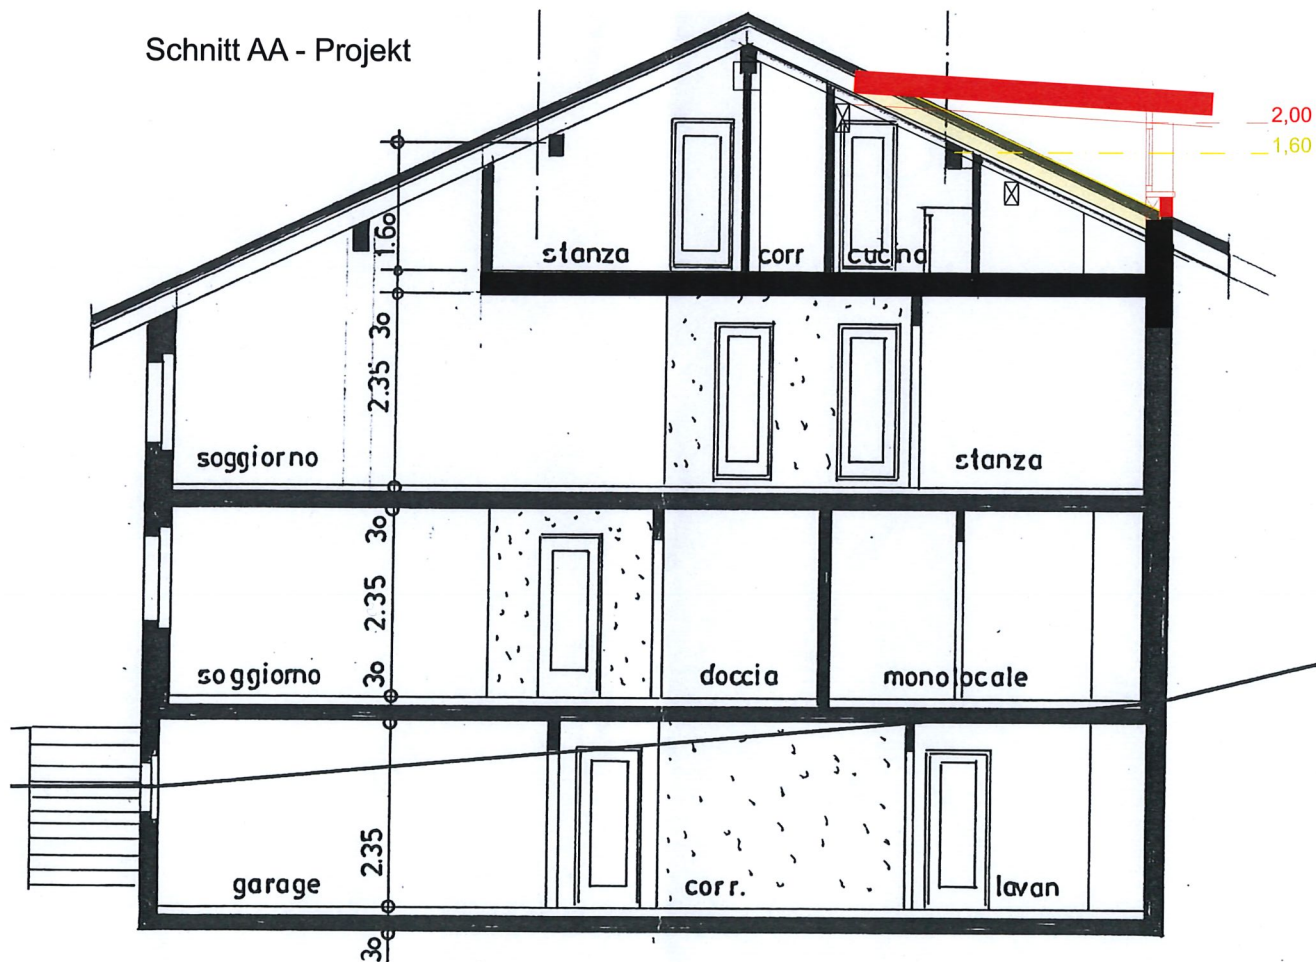 Schnitt AA - Projekt
2,00
1,60
1.60
stanza
corr
cucina
30
2.35
soggiorno
stanza
30
2.35
soggiorno
30
doccia
monolocale
2.35
garage
corr.
lavan
30